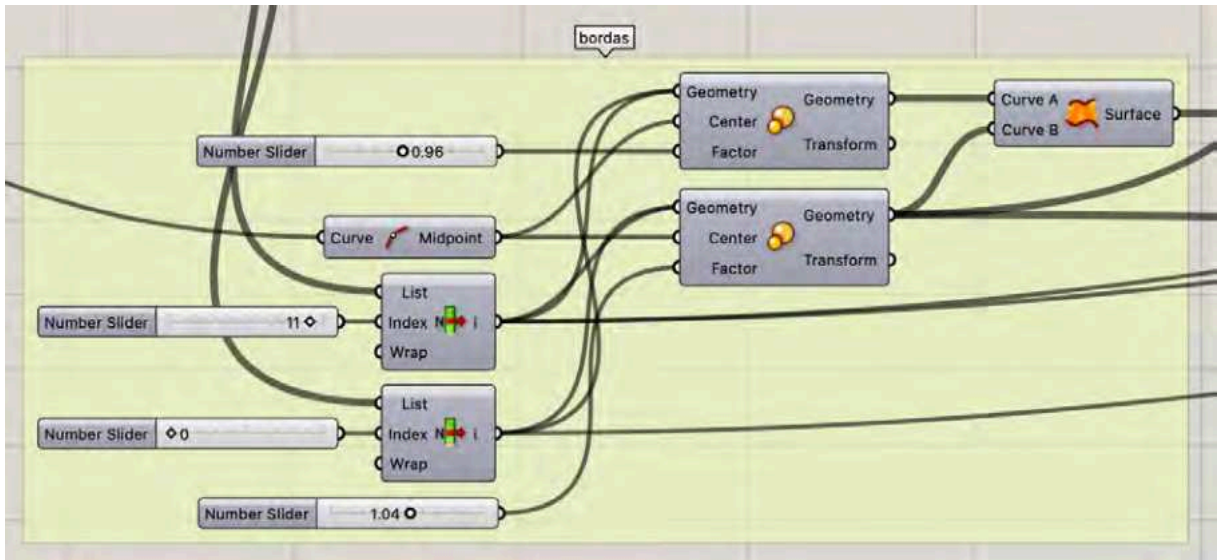 bordas
Geometry
Center
Factor
Geometry
Transform
Curve A
Curve B
Surface
Number Slider
0.96
Geometry
Center
Factor
Geometry
Transform
Curve
Midpoint
List
Index
Wrap
i
Number Slider
11
List
Index
Wrap
i
Number Slider
0
Number Slider
1.04